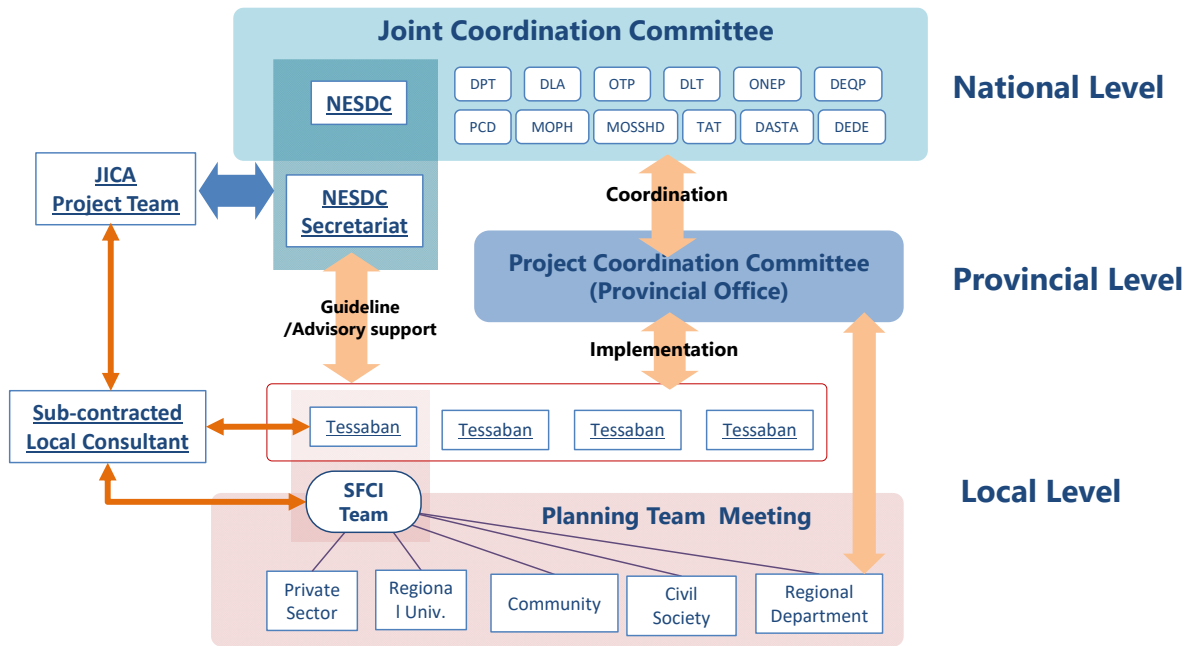 Joint Coordination Committee
NESDC
DPT DLA OTP DLT ONEP DEQP
PCD MOPH MOSSHD TAT DASTA DEDE
National Level
JICA
Project Team
NESDC
Secretariat
Coordination
Project Coordination Committee
(Provincial Office)
Provincial Level
Guideline
/Advisory support
Implementation
Sub-contracted
Local Consultant
Tessaban Tessaban Tessaban Tessaban
SFCI
Team
Planning Team Meeting
Local Level
Private
Sector
Regiona
l Univ.
Community
Civil
Society
Regional
Department